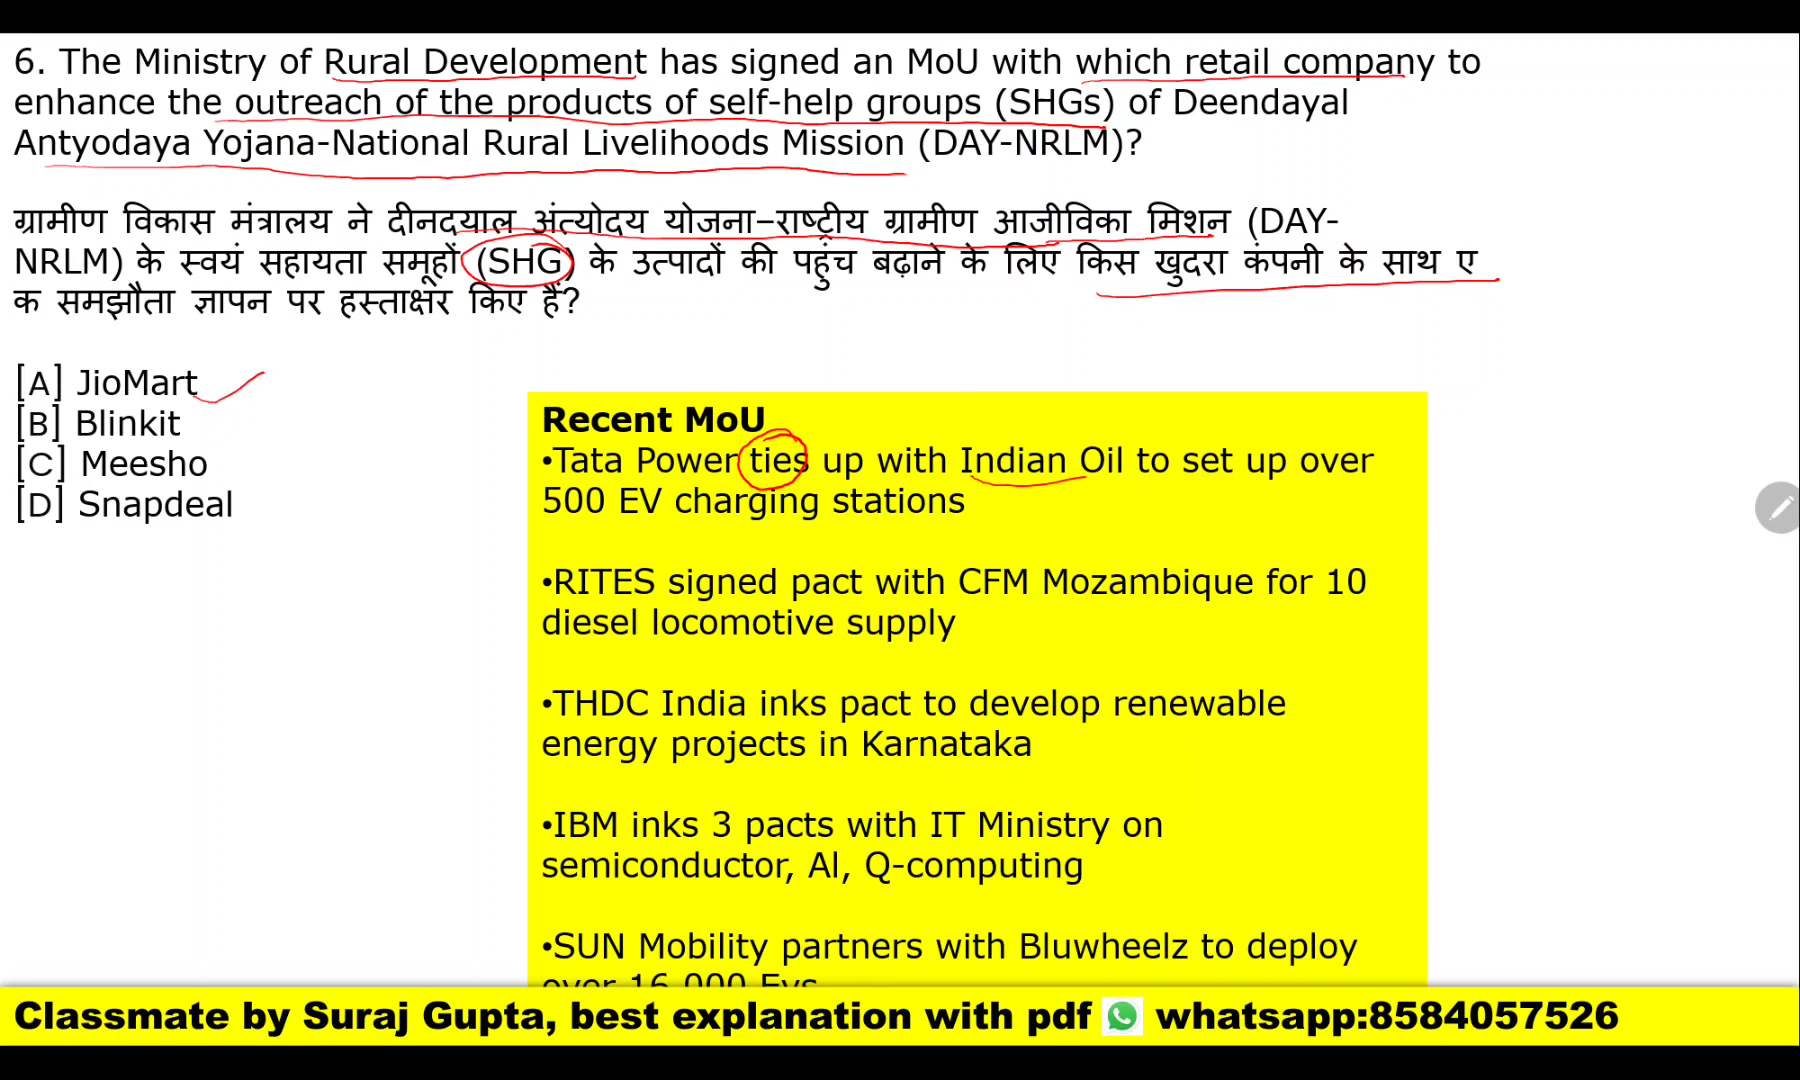 6. The Ministry of Rural Development has signed an MoU with which retail company to
enhance the outreach of the products of self-help groups (SHGs) of Deendayal
Antyodaya Yojana-National Rural Livelihoods Mission (DAY-NRLM)?
ग्रामीण विकास मंत्रालय ने दीनदयाल अंत्योदय योजना-राष्ट्रीय ग्रामीण आजीविका मिशन (DAY-
NRLM) के स्वयं सहायता समूहों (SHG) के उत्पादों की पहुंच बढ़ाने के लिए किस खुदरा कंपनी के साथ ए
क समझौता ज्ञापन पर हस्ताक्षर किए हैं?
[A] JioMart
[B] Blinkit
[C] Meesho
[D] Snapdeal
Recent MoU
•Tata Power ties up with Indian Oil to set up over
500 EV charging stations
•RITES signed pact with CFM Mozambique for 10
diesel locomotive supply
•THDC India inks pact to develop renewable
energy projects in Karnataka
•IBM inks 3 pacts with IT Ministry on
semiconductor, Al, Q-computing
•SUN Mobility partners with Bluwheelz to deploy
over 16,000 Evs
Classmate by Suraj Gupta, best explanation with pdf whatsapp:8584057526